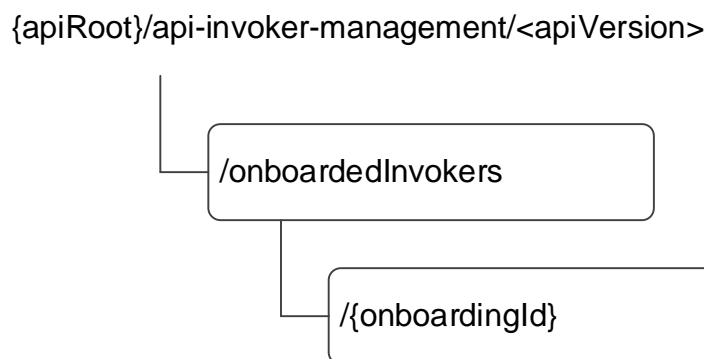 {apiRoot}/api-invoker-management/<apiVersion>
/onboardedInvokers
/{onboardingId}